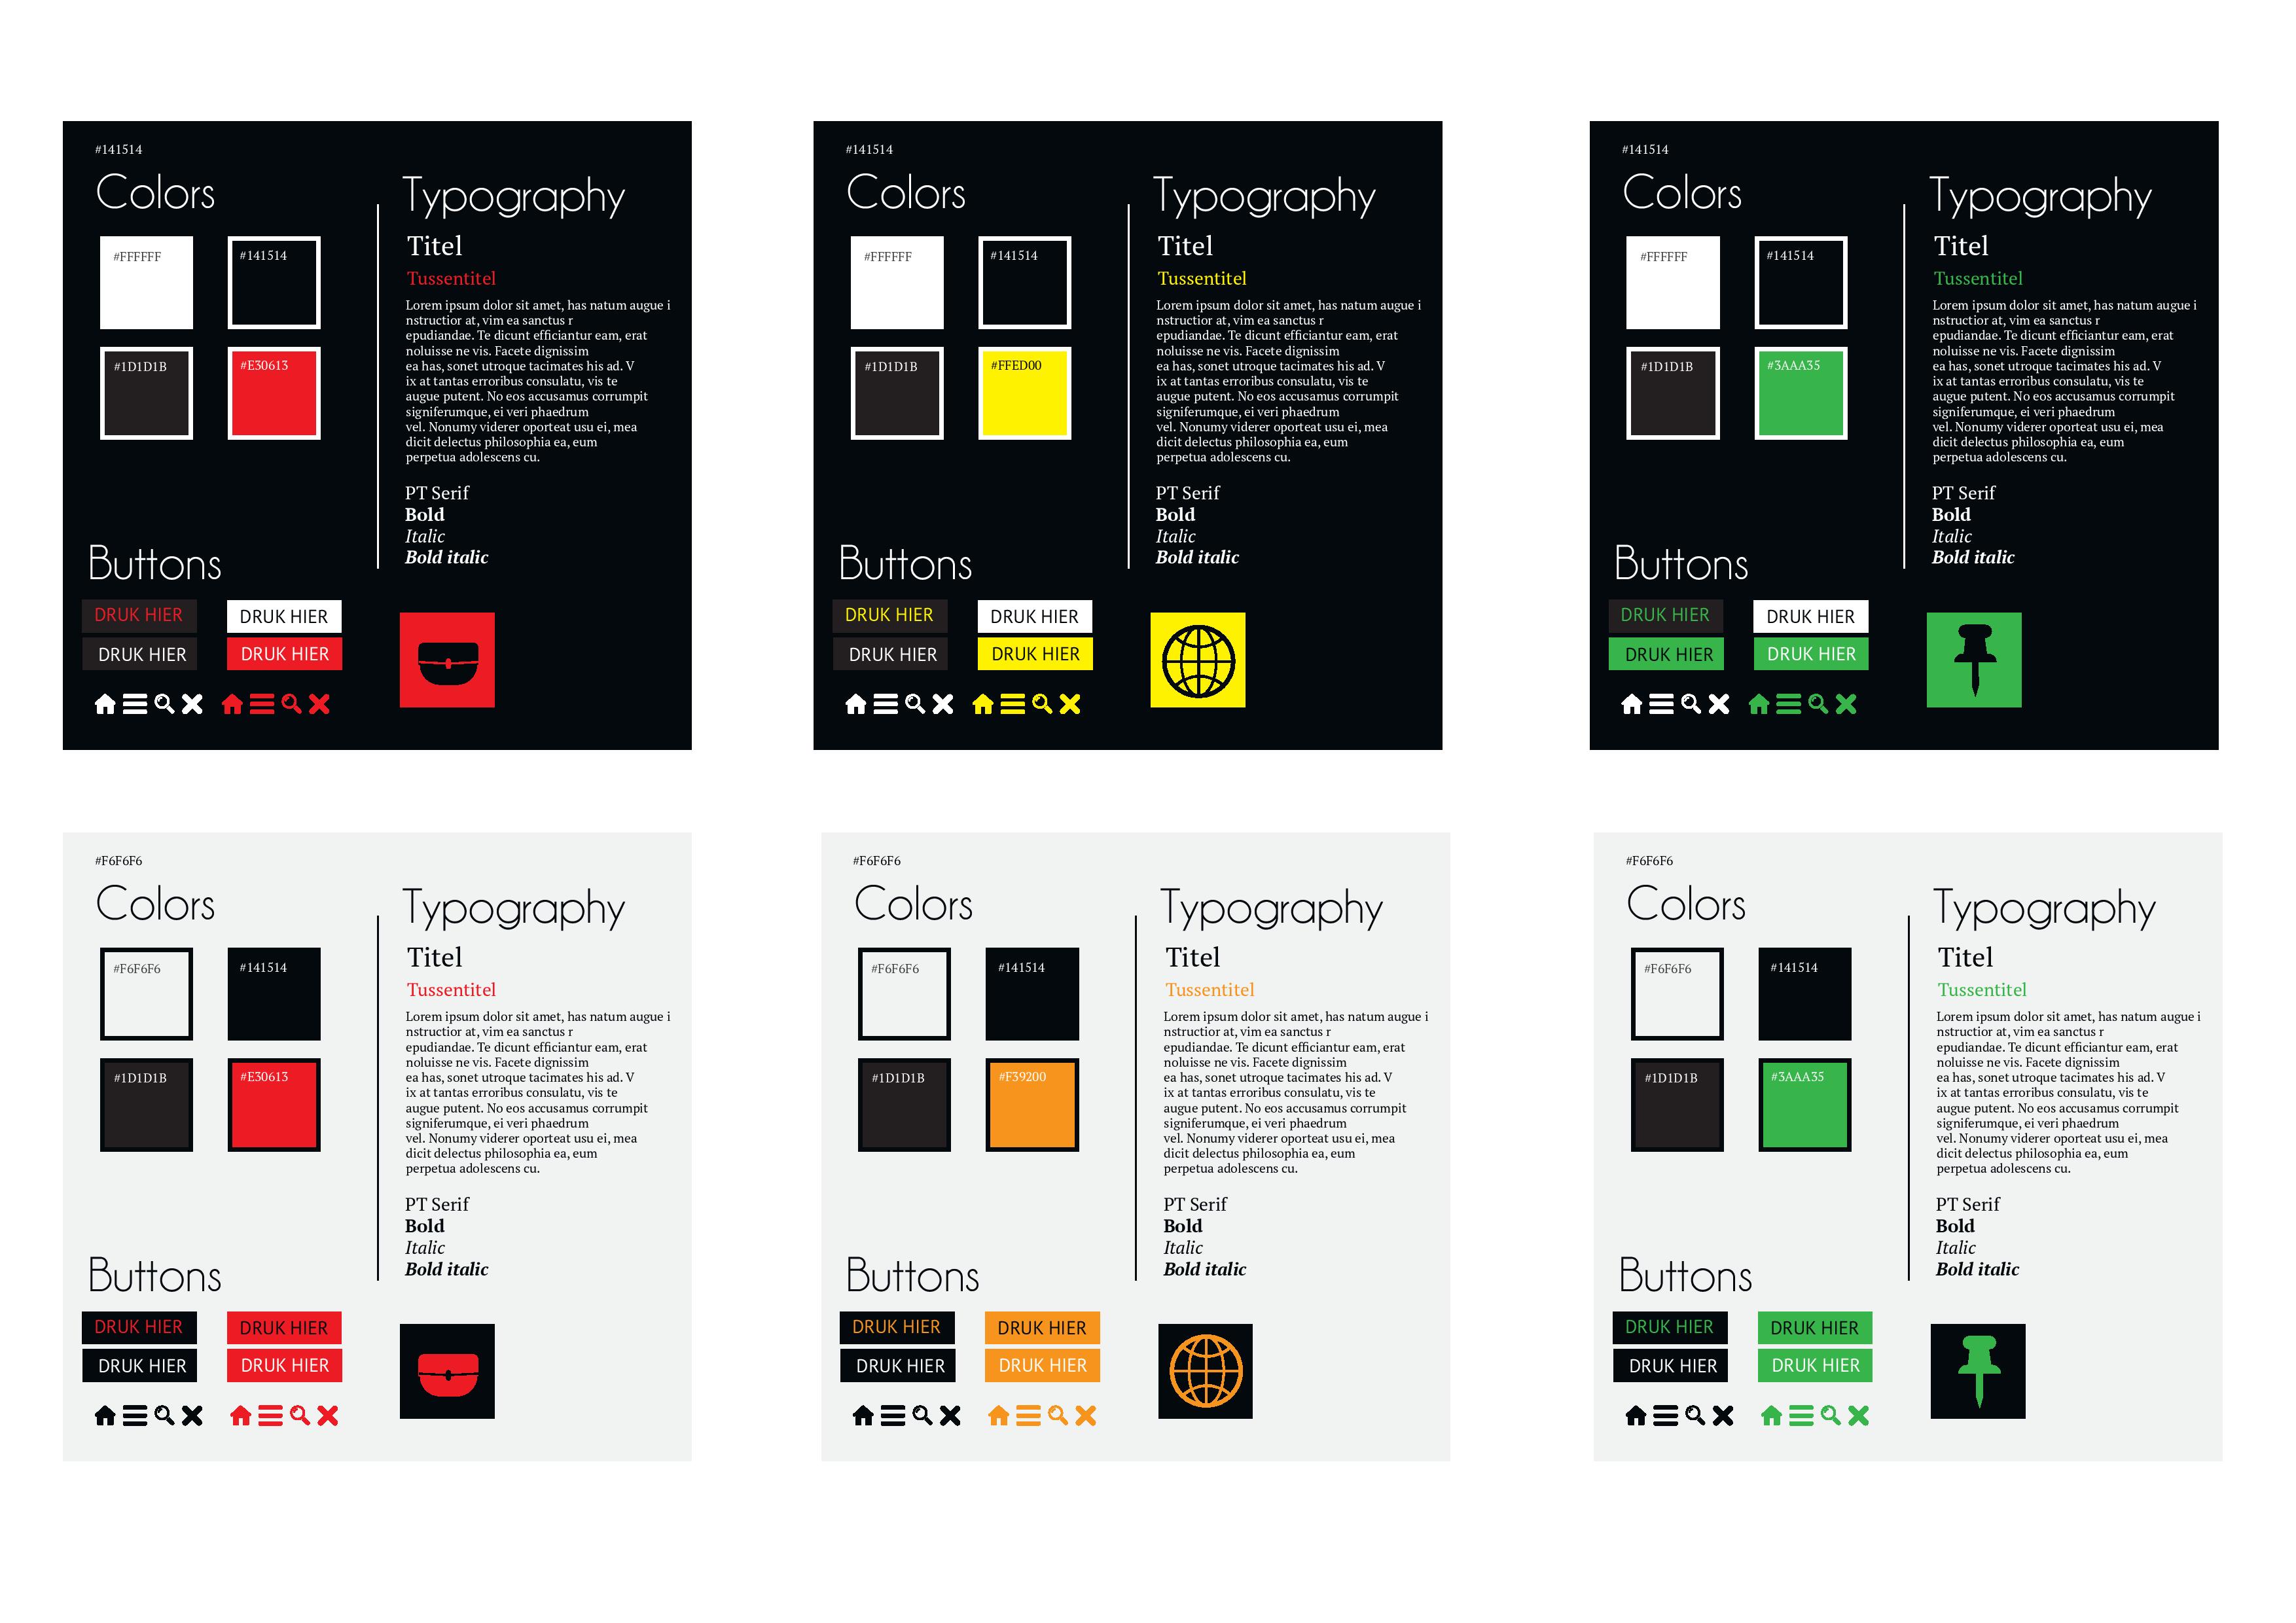 #141514
Colors
#FFFFFF
#141514
#1D1D1B
#E30613
Typography
Titel
Tussentitel
Lorem ipsum dolor sit amet, has natum augue i
nstructior at, vim ea sanctus r
epudiandae. Te dicunt efficiantur eam, erat
noluisse ne vis. Facete dignissim
ea has, sonet utroque tacimates his ad. V
ix at tantas erroribus consulatu, vis te
augue putent. No eos accusamus corrumpit
signiferumque, ei veri phaedrum
vel. Nonumy viderer oporteat usu ei, mea
dicit delectus philosophia ea, eum
perpetua adolescens cu.
PT Serif
Bold
Italic
Bold italic
Buttons
DRUK HIER
DRUK HIER
DRUK HIER
DRUK HIER
#141514
Colors
#FFFFFF
#141514
#1D1D1B
#FFED00
Typography
Titel
Tussentitel
Lorem ipsum dolor sit amet, has natum augue i
nstructior at, vim ea sanctus r
epudiandae. Te dicunt efficiantur eam, erat
noluisse ne vis. Facete dignissim
ea has, sonet utroque tacimates his ad. V
ix at tantas erroribus consulatu, vis te
augue putent. No eos accusamus corrumpit
signiferumque, ei veri phaedrum
vel. Nonumy viderer oporteat usu ei, mea
dicit delectus philosophia ea, eum
perpetua adolescens cu.
PT Serif
Bold
Italic
Bold italic
Buttons
DRUK HIER
DRUK HIER
DRUK HIER
DRUK HIER
#141514
Colors
#FFFFFF
#141514
#1D1D1B
#3AAA35
Typography
Titel
Tussentitel
Lorem ipsum dolor sit amet, has natum augue i
nstructior at, vim ea sanctus r
epudiandae. Te dicunt efficiantur eam, erat
noluisse ne vis. Facete dignissim
ea has, sonet utroque tacimates his ad. V
ix at tantas erroribus consulatu, vis te
augue putent. No eos accusamus corrumpit
signiferumque, ei veri phaedrum
vel. Nonumy viderer oporteat usu ei, mea
dicit delectus philosophia ea, eum
perpetua adolescens cu.
PT Serif
Bold
Italic
Bold italic
Buttons
DRUK HIER
DRUK HIER
DRUK HIER
DRUK HIER
#F6F6F6
Colors
#F6F6F6
#141514
#1D1D1B
#E30613
Typography
Titel
Tussentitel
Lorem ipsum dolor sit amet, has natum augue i
nstructior at, vim ea sanctus r
epudiandae. Te dicunt efficiantur eam, erat
noluisse ne vis. Facete dignissim
ea has, sonet utroque tacimates his ad. V
ix at tantas erroribus consulatu, vis te
augue putent. No eos accusamus corrumpit
signiferumque, ei veri phaedrum
vel. Nonumy viderer oporteat usu ei, mea
dicit delectus philosophia ea, eum
perpetua adolescens cu.
PT Serif
Bold
Italic
Bold italic
Buttons
DRUK HIER
DRUK HIER
DRUK HIER
DRUK HIER
#F6F6F6
Colors
#F6F6F6
#141514
#1D1D1B
#F39200
Typography
Titel
Tussentitel
Lorem ipsum dolor sit amet, has natum augue i
nstructior at, vim ea sanctus r
epudiandae. Te dicunt efficiantur eam, erat
noluisse ne vis. Facete dignissim
ea has, sonet utroque tacimates his ad. V
ix at tantas erroribus consulatu, vis te
augue putent. No eos accusamus corrumpit
signiferumque, ei veri phaedrum
vel. Nonumy viderer oporteat usu ei, mea
dicit delectus philosophia ea, eum
perpetua adolescens cu.
PT Serif
Bold
Italic
Bold italic
Buttons
DRUK HIER
DRUK HIER
DRUK HIER
DRUK HIER
#F6F6F6
Colors
#F6F6F6
#141514
#1D1D1B
#3AAA35
Typography
Titel
Tussentitel
Lorem ipsum dolor sit amet, has natum augue i
nstructior at, vim ea sanctus r
epudiandae. Te dicunt efficiantur eam, erat
noluisse ne vis. Facete dignissim
ea has, sonet utroque tacimates his ad. V
ix at tantas erroribus consulatu, vis te
augue putent. No eos accusamus corrumpit
signiferumque, ei veri phaedrum
vel. Nonumy viderer oporteat usu ei, mea
dicit delectus philosophia ea, eum
perpetua adolescens cu.
PT Serif
Bold
Italic
Bold italic
Buttons
DRUK HIER
DRUK HIER
DRUK HIER
DRUK HIER